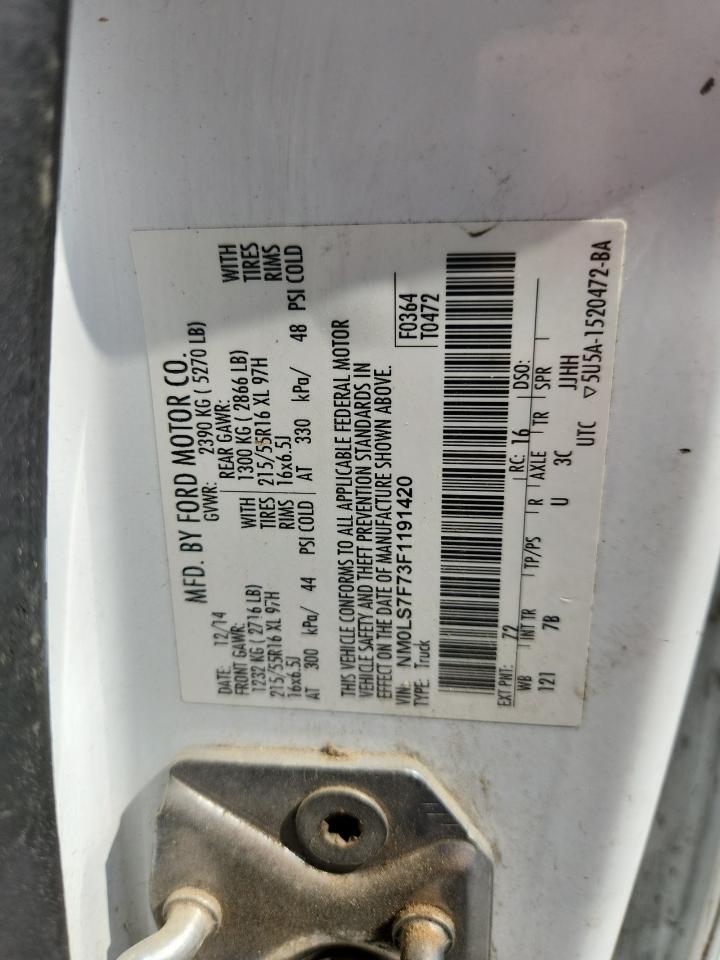 MFD. BY FORD MOTOR CO.
DATE: 12/14 GVWR: 2390 KG ( 5270 LB)
FRONT GAWR: REAR GAWR: WITH
1232 KG ( 2716 LB) 1300 KG ( 2866 LB) TIRES
215/55R16 XL 97H TIRES 215/55R16 XL 97H RIMS
16x6.5J RIMS 16x6.5J
AT 300 kPa/ 44 PSI COLD AT 330 kPa/ 48 PSI COLD
THIS VEHICLE CONFORMS TO ALL APPLICABLE FEDERAL MOTOR
VEHICLE SAFETY AND THEFT PREVENTION STANDARDS IN
EFFECT ON THE DATE OF MANUFACTURE SHOWN ABOVE.
VIN: NM0LS7F73F1191420 F0364
TYPE: Truck T0472
EXT PNT: 72 RC: 16 DSO:
WB INT TR TP/PS R AXLE TR SPR
121 7B U 3C JJHH
UTC ▽5U5A-1520472-BA